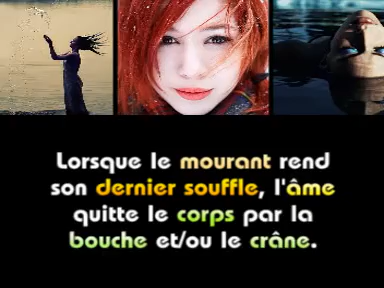 Lorsque le mourant rend
son dernier souffle, l'âme
quitte le corps par la
bouche et/ou le crâne.